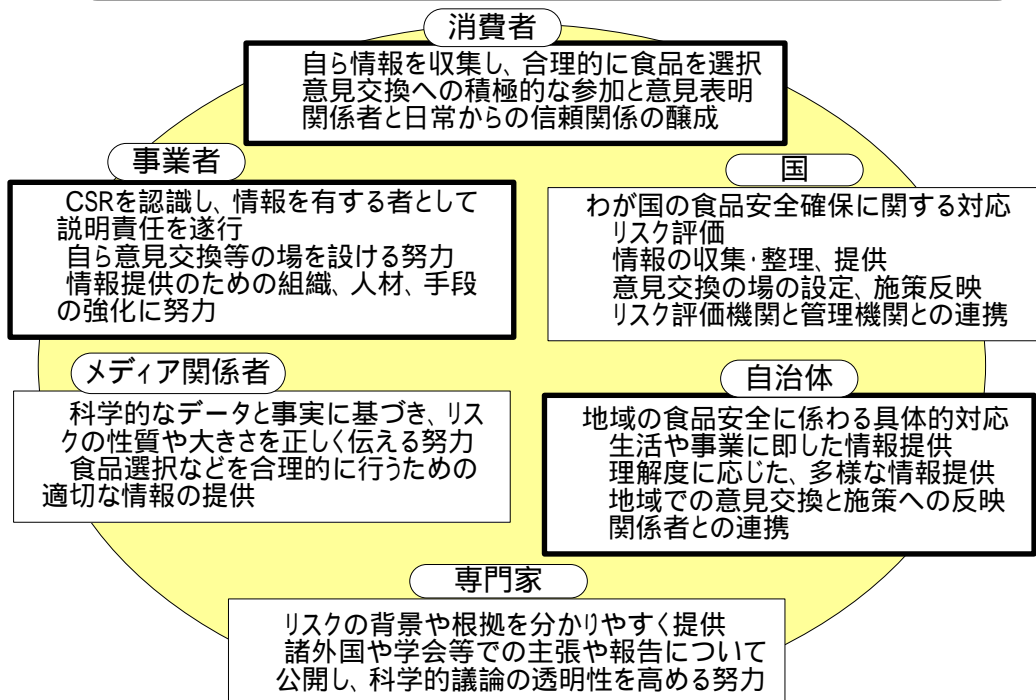 消費者
自ら情報を収集し、合理的に食品を選択
意見交換への積極的な参加と意見表明
関係者と日常からの信頼関係の醸成
事業者
CSRを認識し、情報を有する者として
説明責任を遂行
自ら意見交換等の場を設ける努力
情報提供のための組織、人材、手段
の強化に努力
国
わが国の食品安全確保に関する対応
リスク評価
情報の収集・整理、提供
意見交換の場の設定、施策反映
リスク評価機関と管理機関との連携
メディア関係者
科学的なデータと事実に基づき、リス
クの性質や大きさを正しく伝える努力
食品選択などを合理的に行うための
適切な情報の提供
自治体
地域の食品安全に係わる具体的対応
生活や事業に即した情報提供
理解度に応じた、多様な情報提供
地域での意見交換と施策への反映
関係者との連携
専門家
リスクの背景や根拠を分かりやすく提供
諸外国や学会等での主張や報告について
公開し、科学的議論の透明性を高める努力